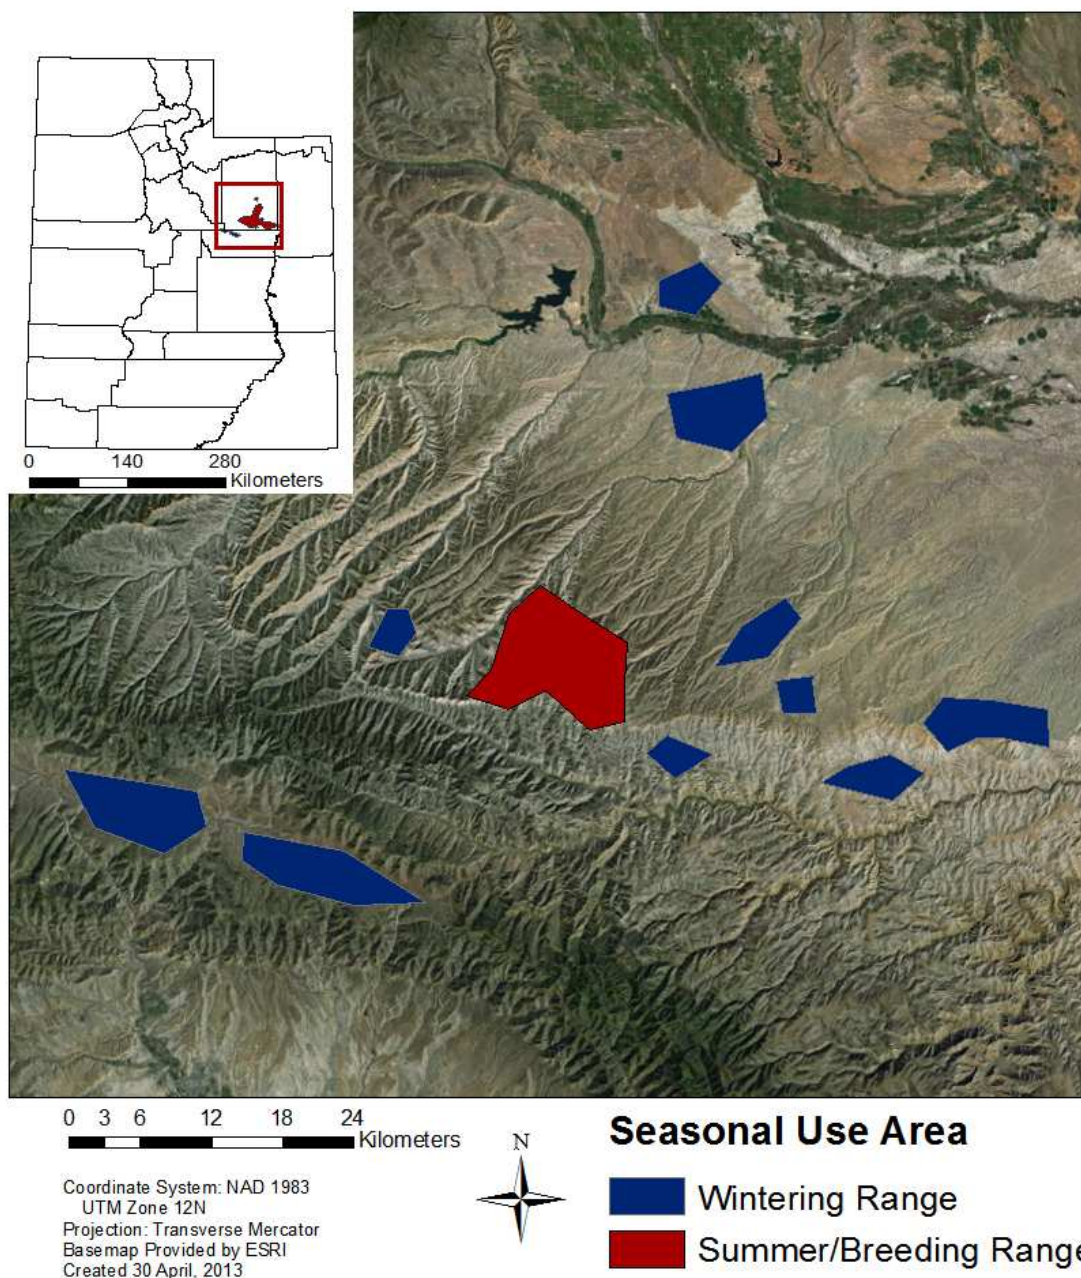 0 140 280
Kilometers
0 3 6 12 18 24
Kilometers
N
Coordinate System: NAD 1983
UTM Zone 12N
Projection: Transverse Mercator
Basemap Provided by ESRI
Created 30 April, 2013
Seasonal Use Area
Wintering Range
Summer/Breeding Range